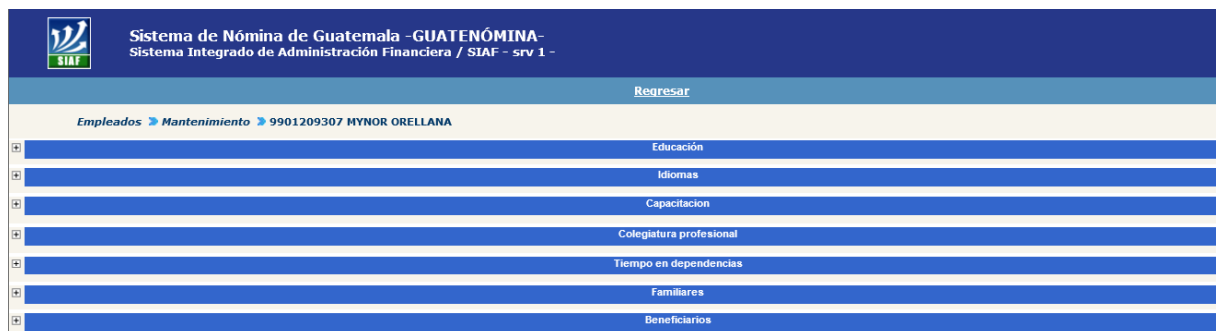 SIAF
Sistema de Nómina de Guatemala -GUATENÓMINA-
Sistema Integrado de Administración Financiera / SIAF - srv 1 -
Regresar
Empleados Mantenimiento 9901209307 MYNOR ORELLANA
Educación
Idiomas
Capacitacion
Colegiatura profesional
Tiempo en dependencias
Familiares
Beneficiarios